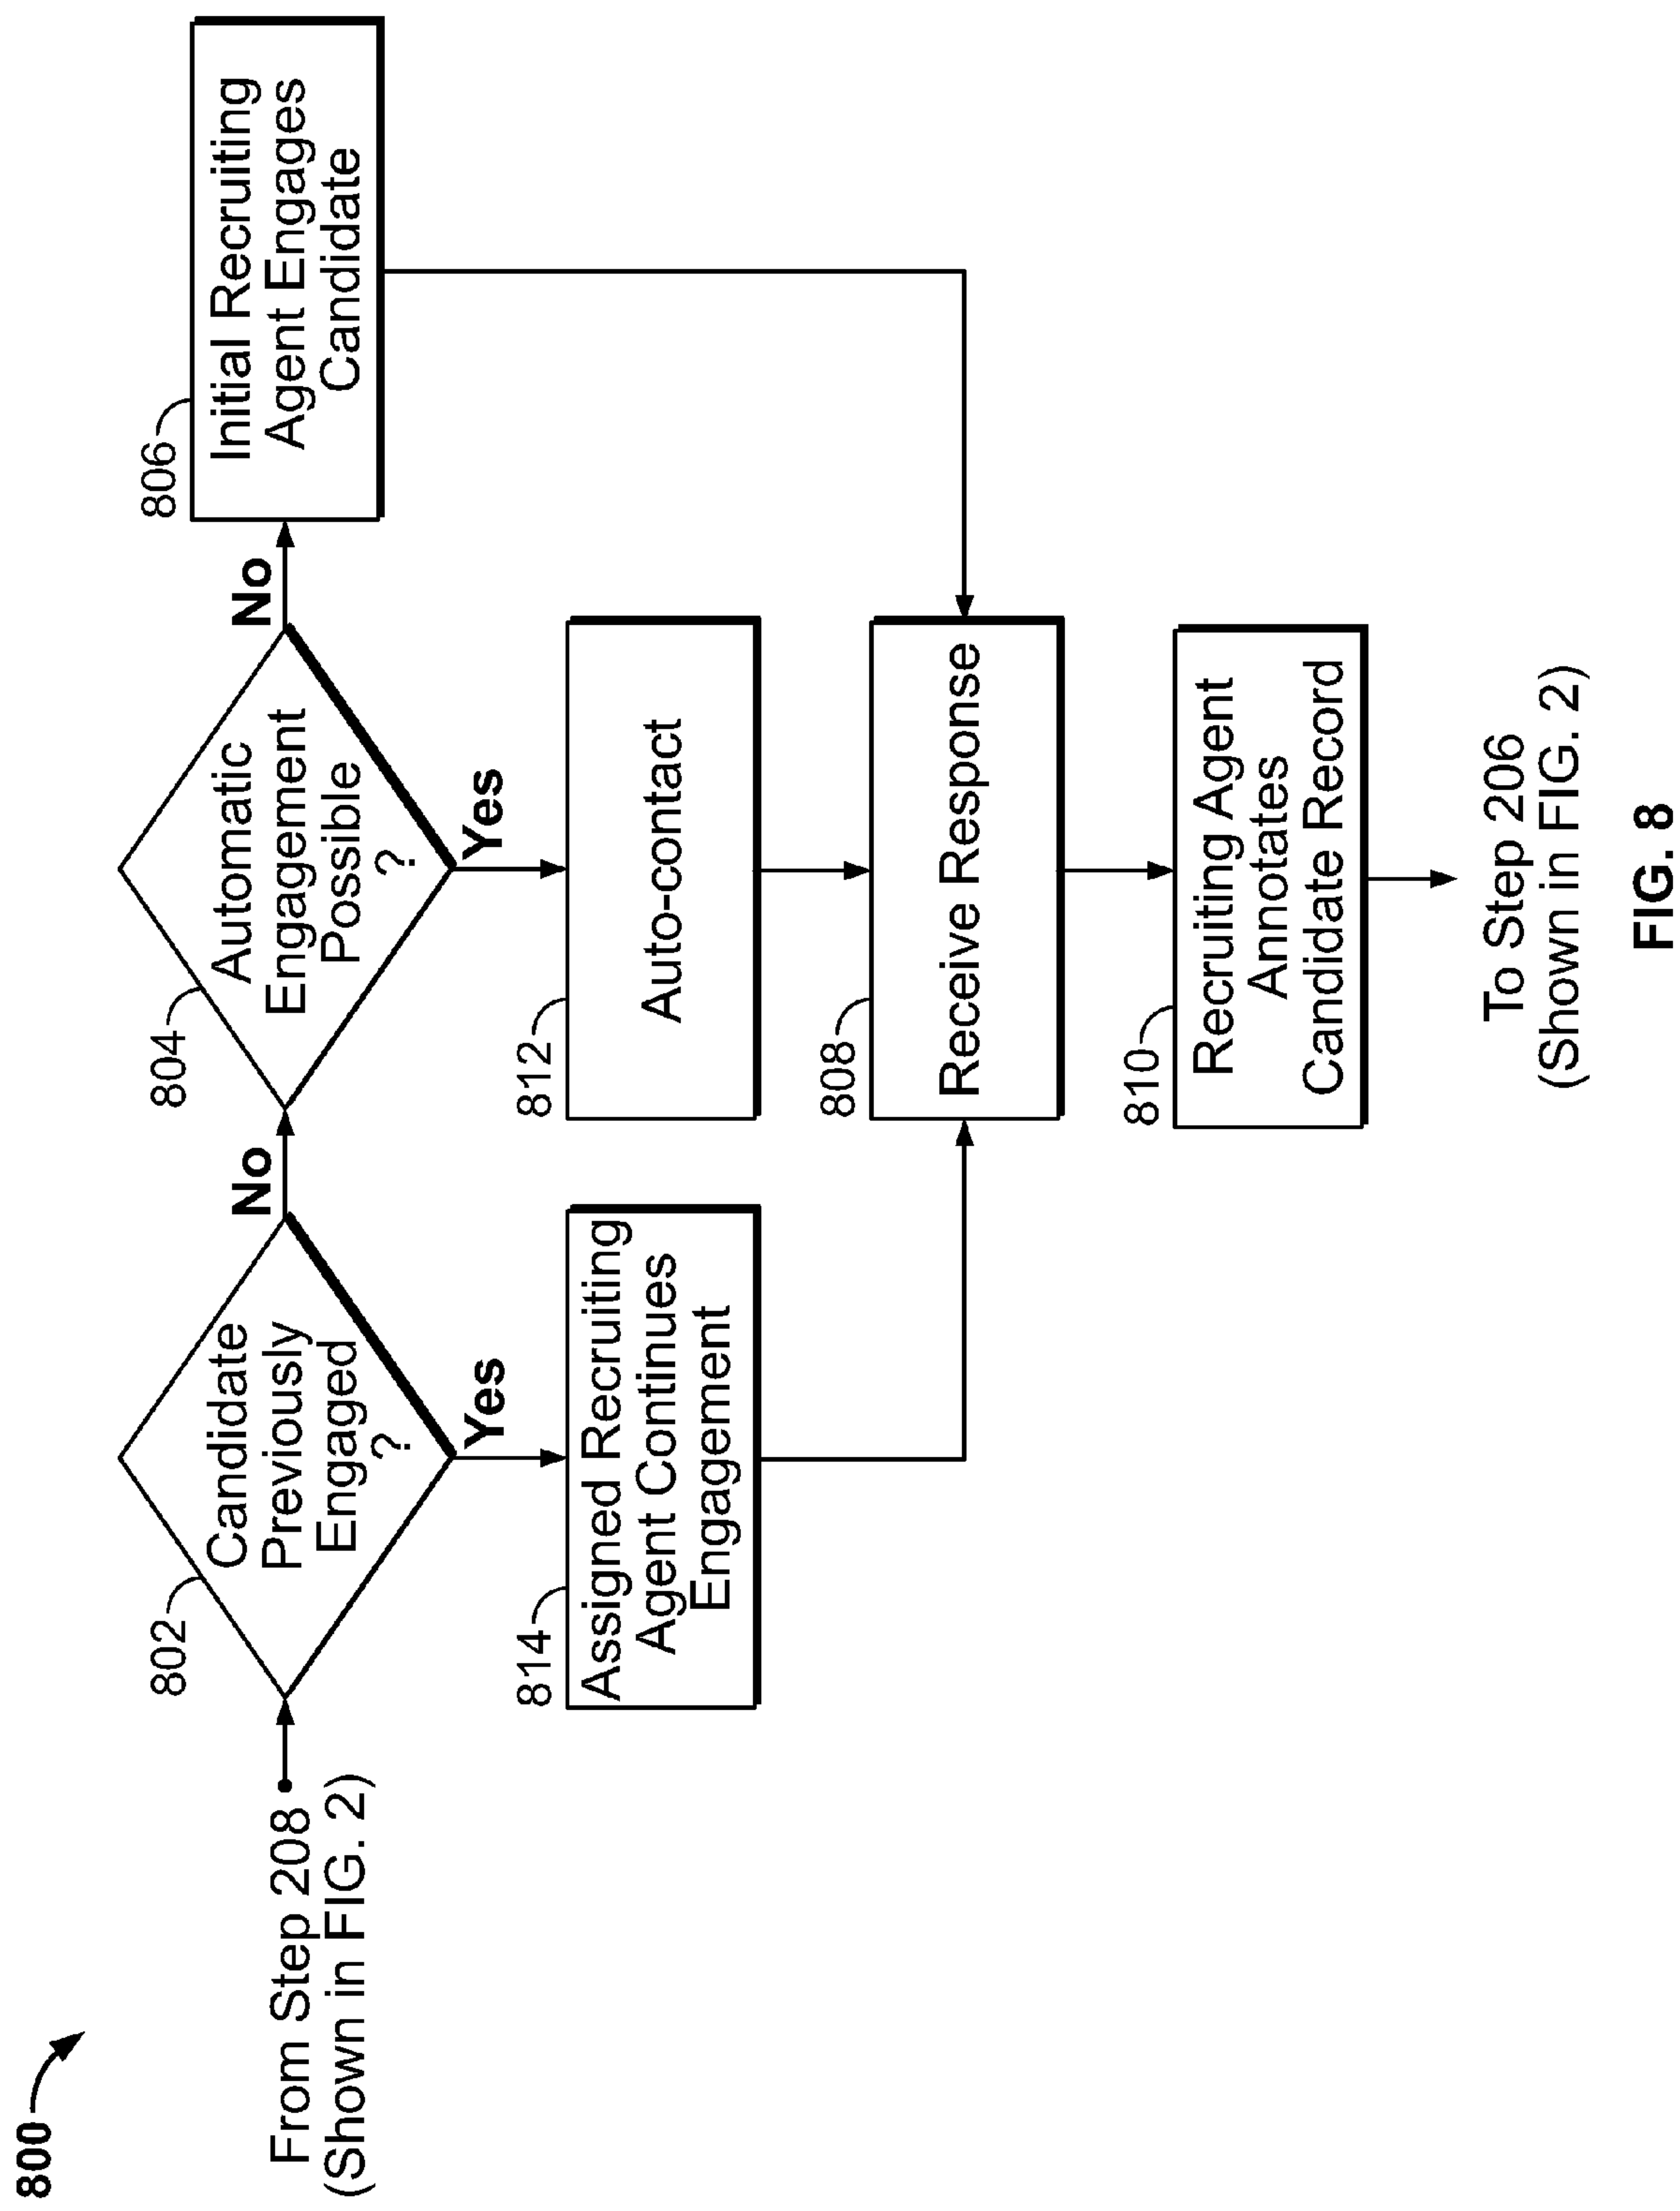 800
From Step 208
(Shown in FIG. 2)
802
Candidate
Previously
Engaged
?
No
Yes
804
Automatic
Engagement
Possible
?
No
Yes
806
Initial Recruiting
Agent Engages
Candidate
814
Assigned Recruiting
Agent Continues
Engagement
812
Auto-contact
808
Receive Response
810
Recruiting Agent
Annotates
Candidate Record
To Step 206
(Shown in FIG. 2)
FIG. 8